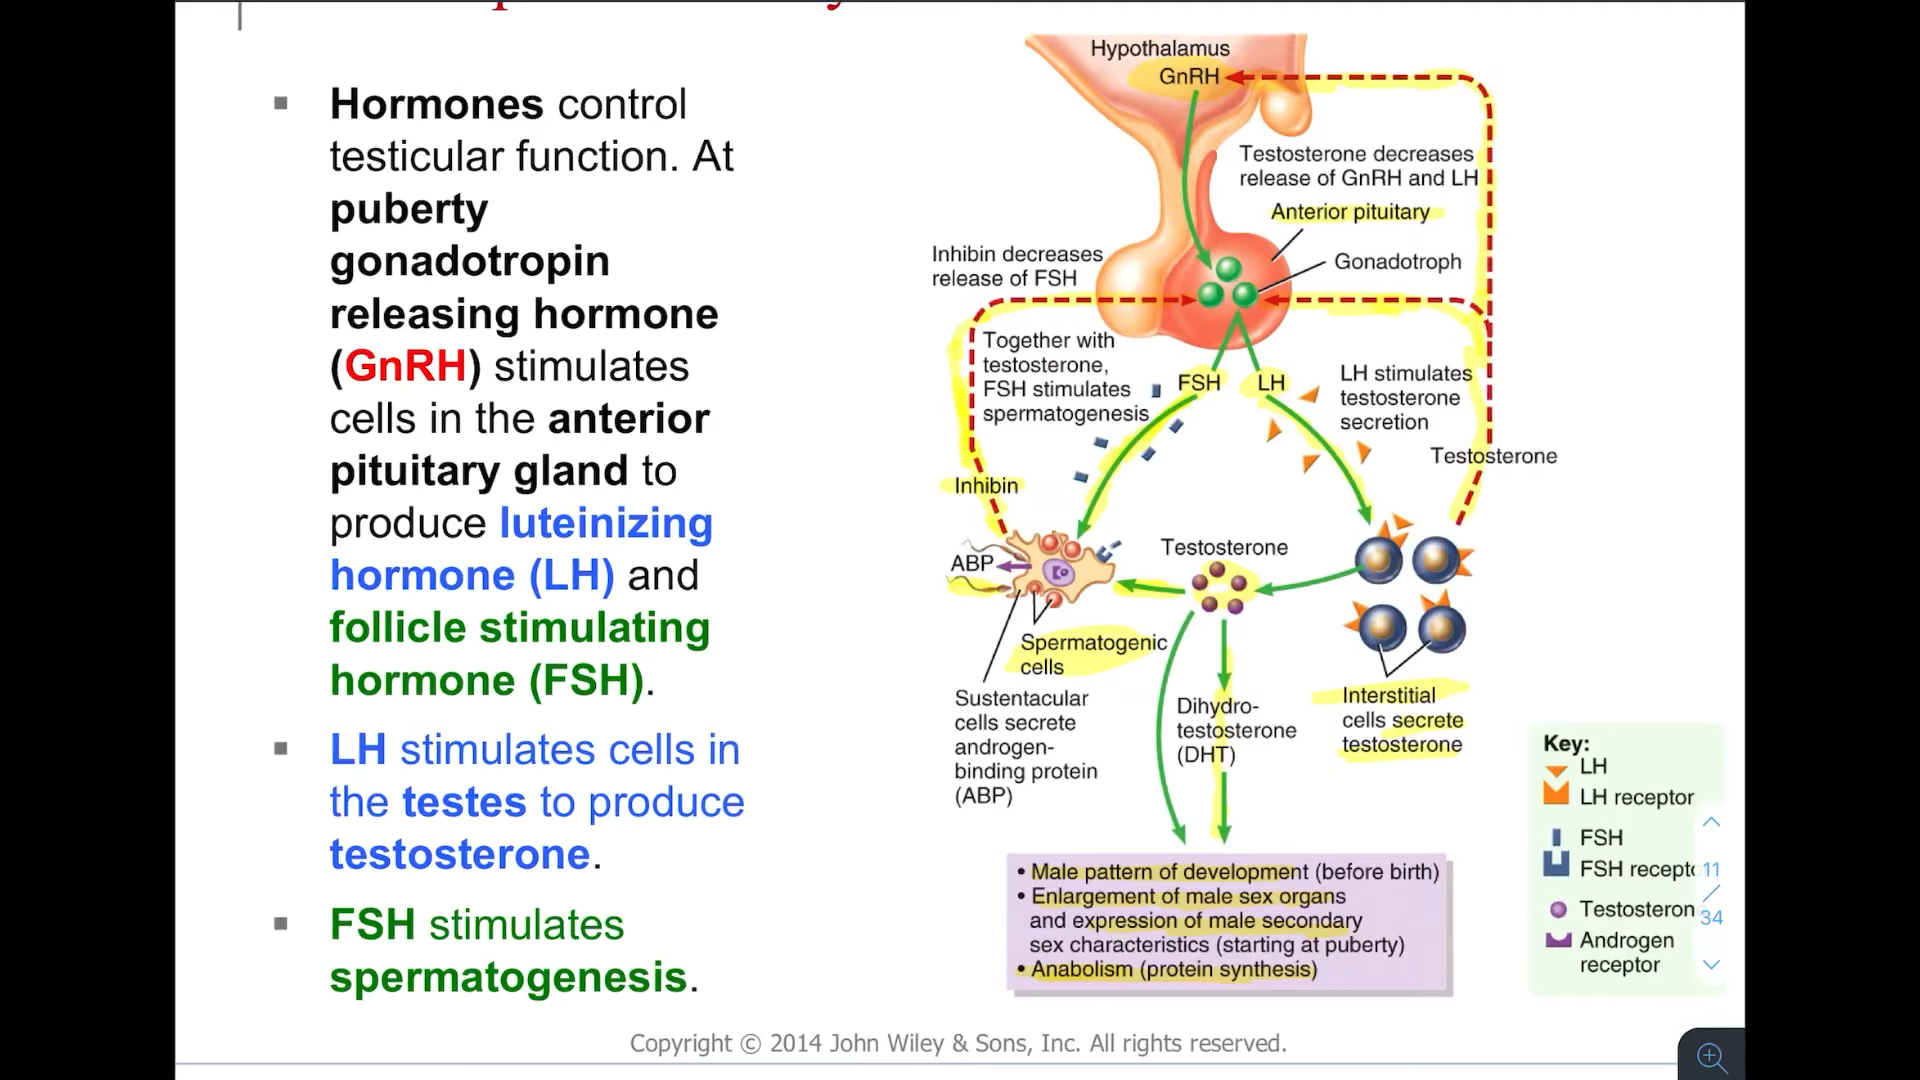 Hormones control
testicular function. At
puberty
gonadotropin
releasing hormone
(GnRH) stimulates
cells in the anterior
pituitary gland to
produce luteinizing
hormone (LH) and
follicle stimulating
hormone (FSH).
LH stimulates cells in
the testes to produce
testosterone.
FSH stimulates
spermatogenesis.
Hypothalamus
GnRH
Testosterone decreases
release of GnRH and LH
Anterior pituitary
Gonadotroph
Inhibin decreases
release of FSH
Together with
testosterone,
FSH stimulates
spermatogenesis
FSH
LH
LH stimulates
testosterone
secretion
Testosterone
Inhibin
ABP
Testosterone
Spermatogenic
cells
Sustentacular
cells secrete
androgen-
binding protein
(ABP)
Dihydro-
testosterone
(DHT)
Interstitial
cells secrete
testosterone
• Male pattern of development (before birth)
• Enlargement of male sex organs
and expression of male secondary
sex characteristics (starting at puberty)
• Anabolism (protein synthesis)
Key:
LH
LH receptor
FSH
FSH recepto
Testosteron
Androgen
receptor
11
/
34
Copyright © 2014 John Wiley & Sons, Inc. All rights reserved.